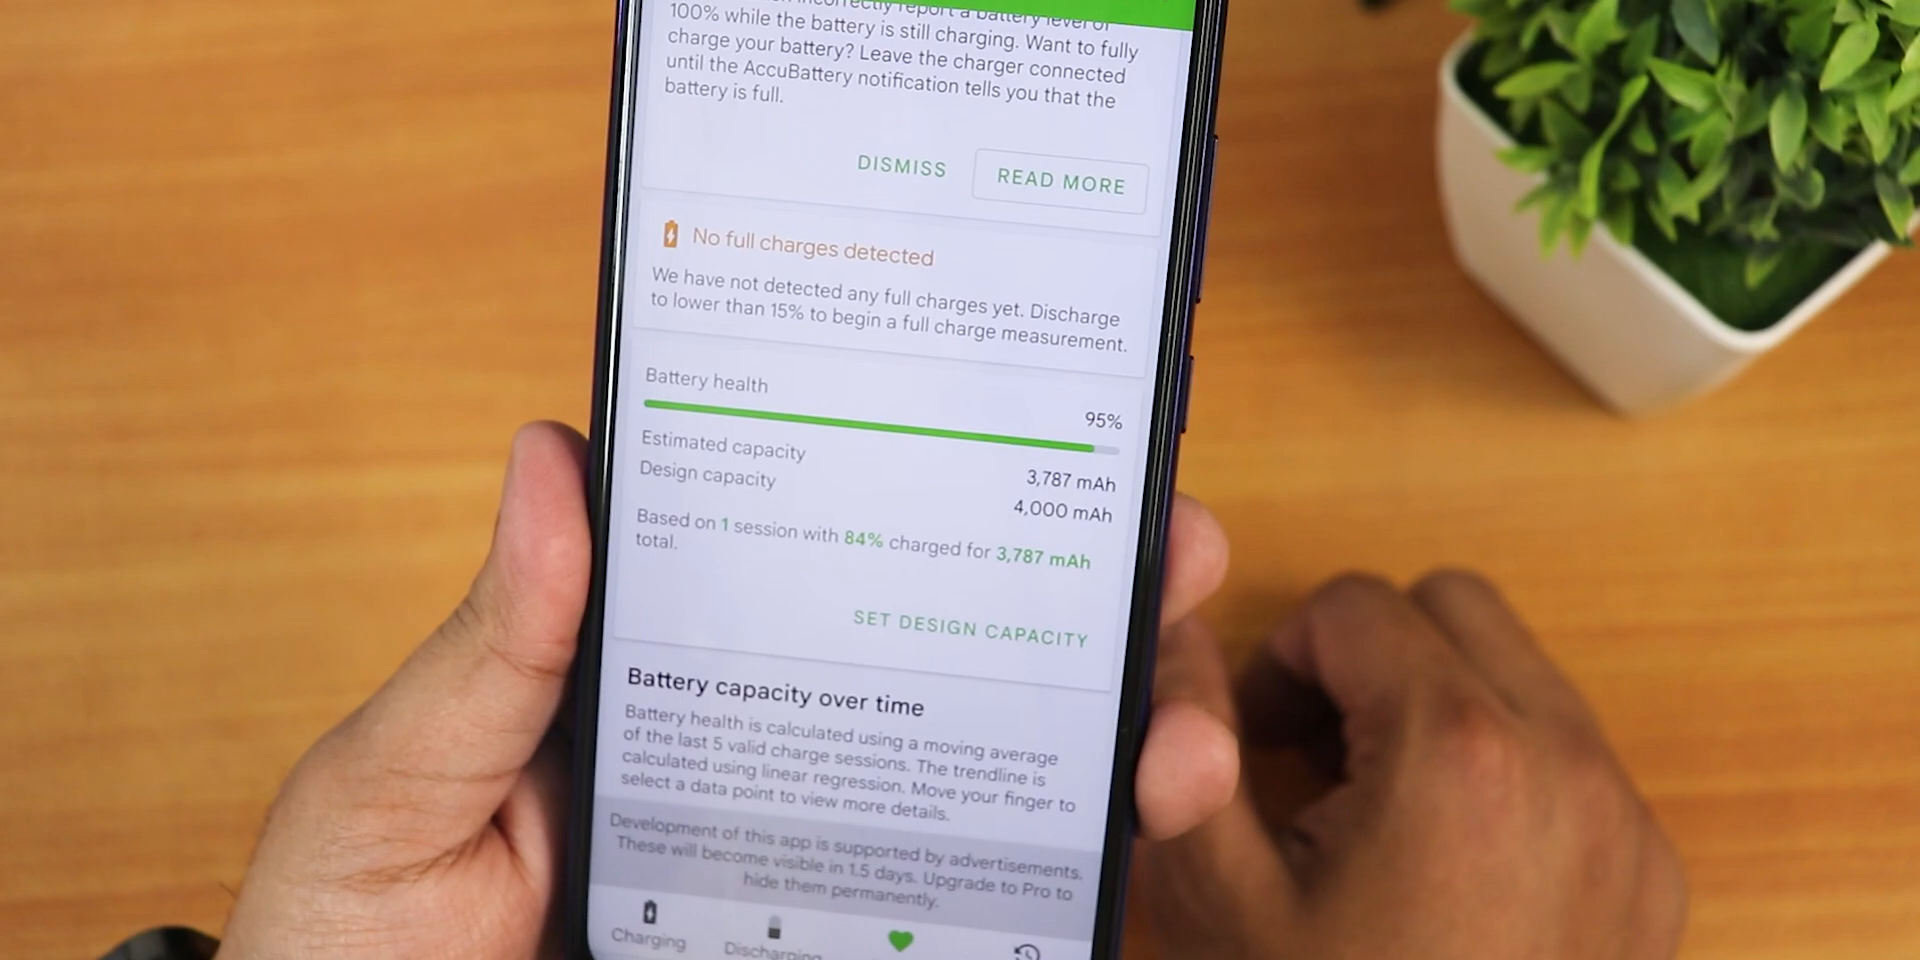 incorrectly report a battery level of
100% while the battery is still charging. Want to fully
charge your battery? Leave the charger connected
until the AccuBattery notification tells you that the
battery is full.
DISMISS READ MORE
No full charges detected
We have not detected any full charges yet. Discharge
to lower than 15% to begin a full charge measurement.
Battery health
95%
Estimated capacity 3,787 mAh
Design capacity 4,000 mAh
Based on 1 session with 84% charged for 3,787 mAh
total.
SET DESIGN CAPACITY
Battery capacity over time
Battery health is calculated using a moving average
of the last 5 valid charge sessions. The trendline is
calculated using linear regression. Move your finger to
select a data point to view more details.
Development of this app is supported by advertisements.
These will become visible in 1.5 days. Upgrade to Pro to
hide them permanently.
Charging Discharging